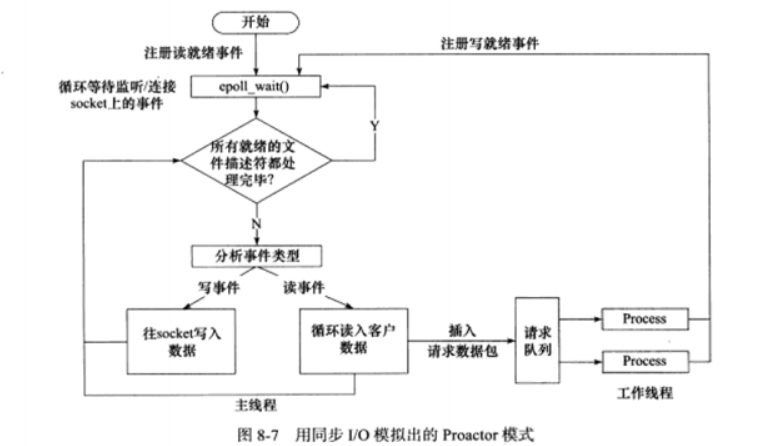 开始
注册读就绪事件
注册写就绪事件
循环等待监听/连接
socket上的事件
epoll_wait()
Y
所有就绪的文
件描述符都处
理完毕?
N
分析事件类型
写事件
读事件
往socket写入
数据
循环读入客户
数据
插入
请求数据包
请求
队列
Process
Process
工作线程
主线程
图 8-7 用同步 I/O 模拟出的 Proactor 模式